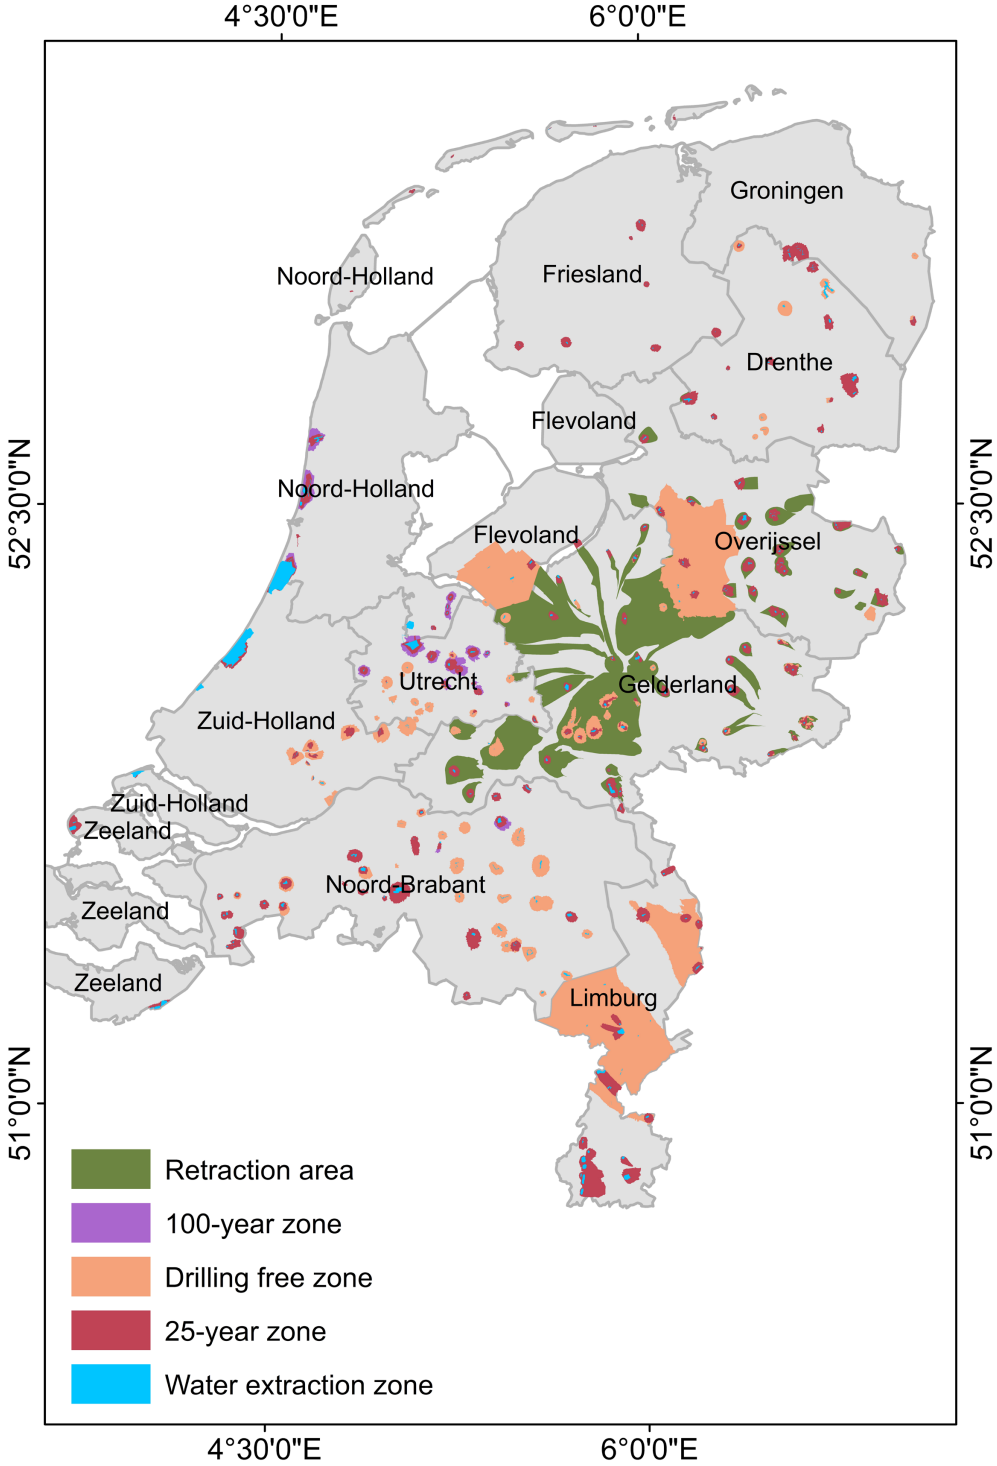 4°30'0"E
6°0'0"E
Groningen
Noord-Holland
Friesland
Drenthe
Flevoland
52°30'0"N
52°30'0"N
Noord-Holland
Flevoland
Overijssel
Utrecht
Gelderland
Zuid-Holland
Zuid-Holland
Zeeland
Noord-Brabant
Zeeland
Zeeland
Limburg
51°0'0"N
51°0'0"N
Retraction area
100-year zone
Drilling free zone
25-year zone
Water extraction zone
4°30'0"E
6°0'0"E